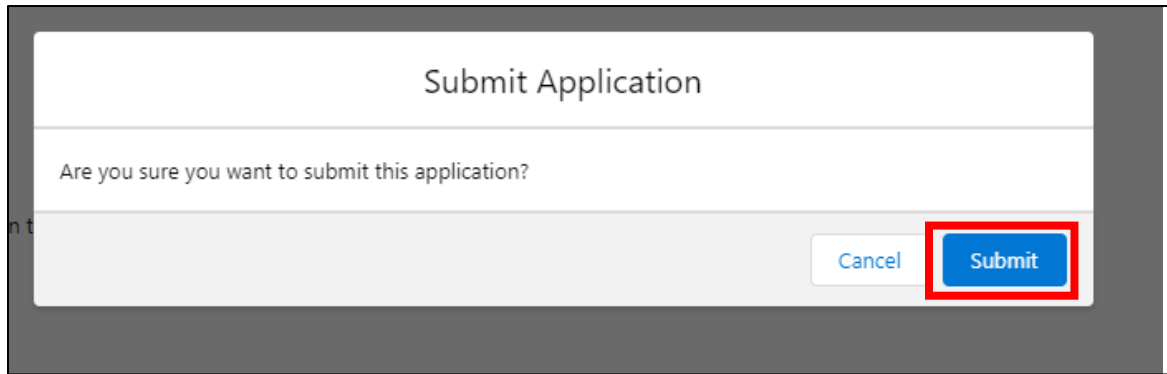 Submit Application
Are you sure you want to submit this application?
n t
Cancel
Submit